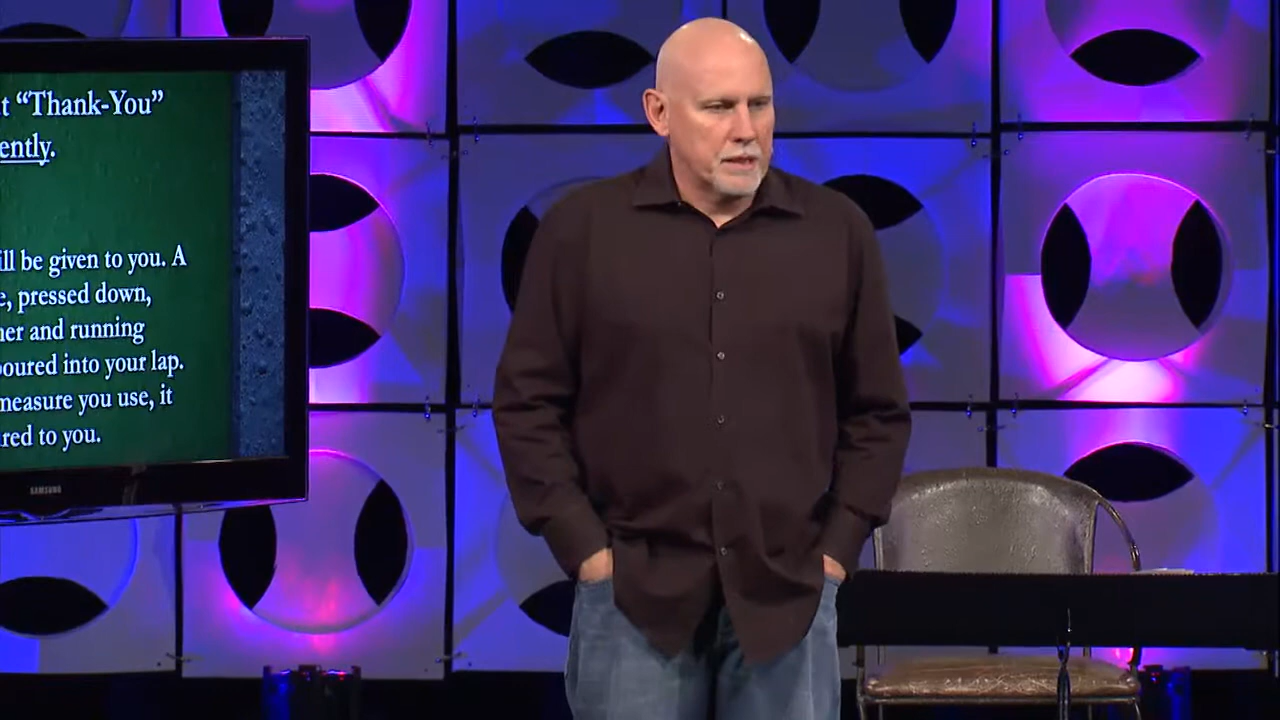 t “Thank-You”
ently.
ill be given to you. A
e, pressed down,
her and running
poured into your lap.
measure you use, it
red to you.
SAMSUNG